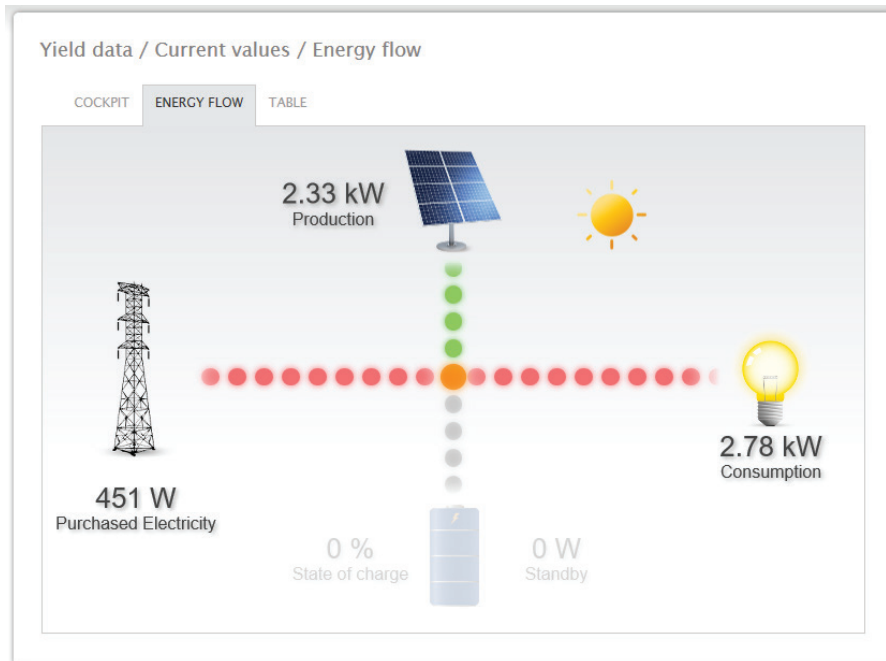 Yield data / Current values / Energy flow
COCKPIT ENERGY FLOW TABLE
2.33 kW
Production
2.78 kW
Consumption
451 W
Purchased Electricity
0 %
State of charge
0 W
Standby